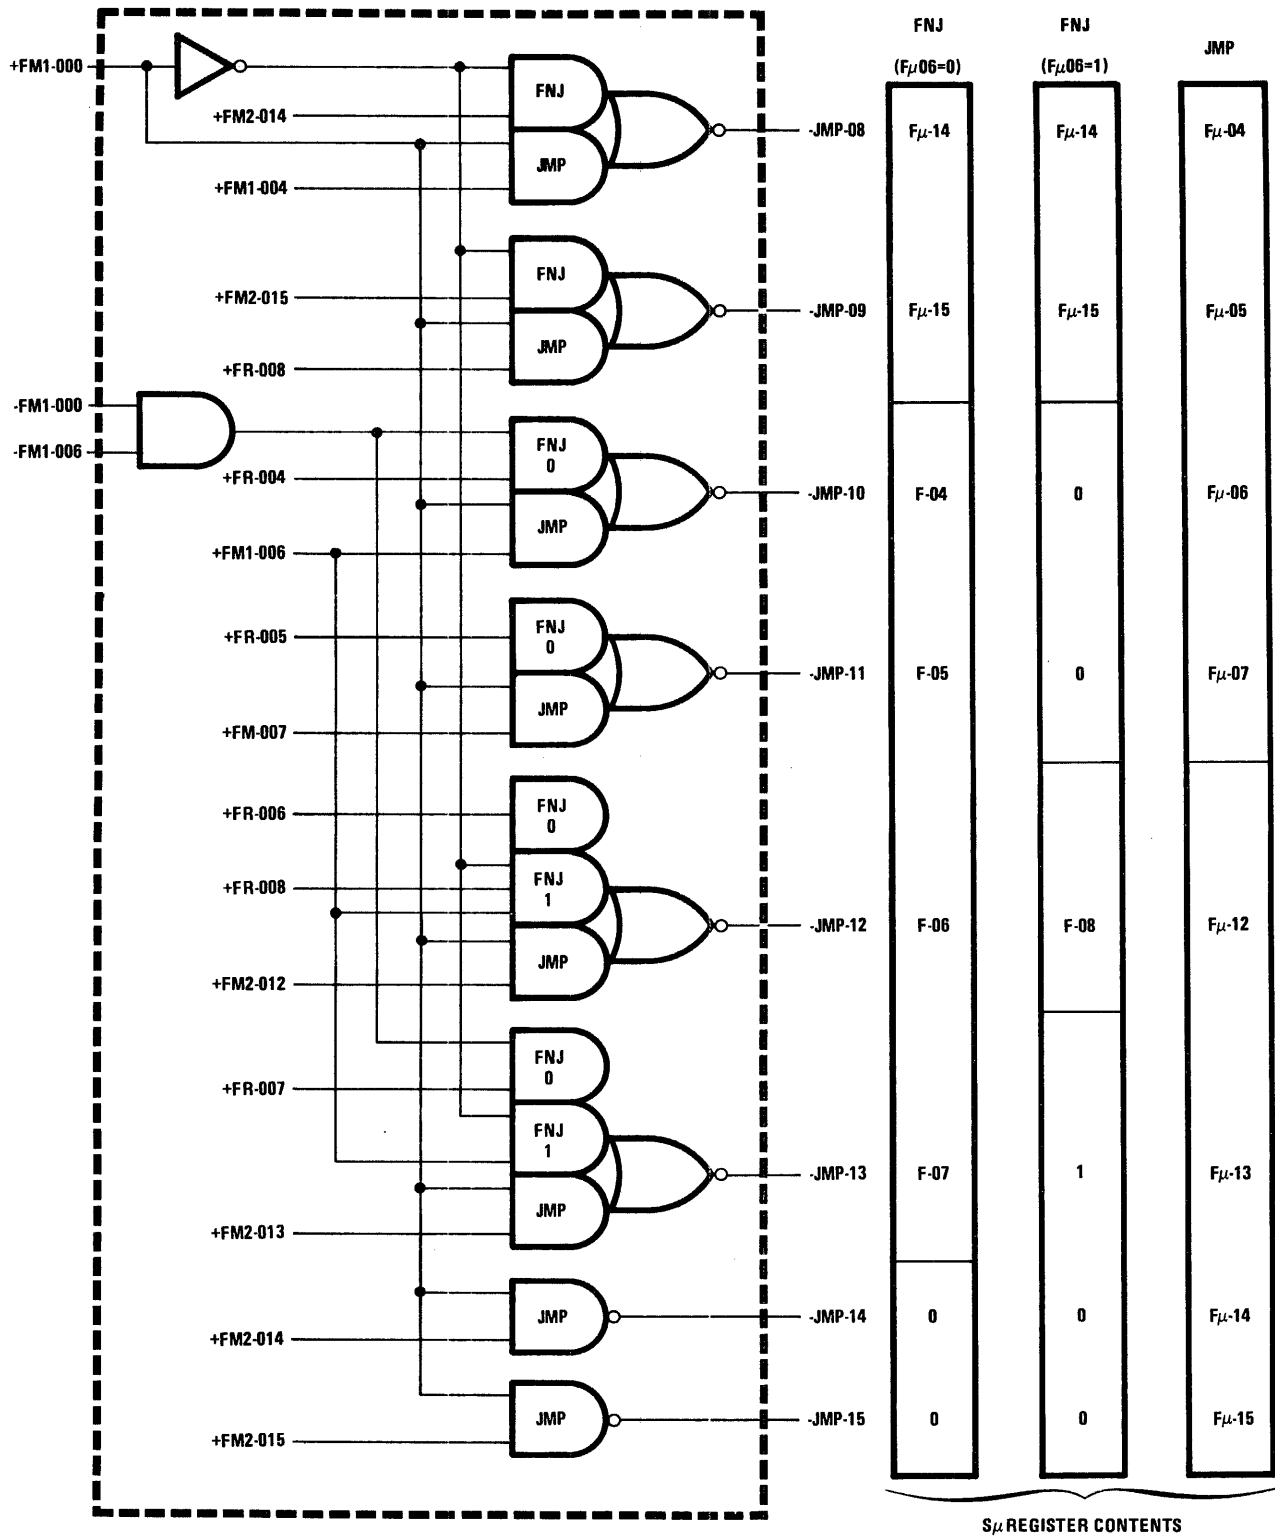 FNJ
(Fμ06=0)
FNJ
(Fμ06=1)
JMP
+FM1-000
FNJ
+FM2-014
-JMP-08
Fμ-14
Fμ-14
Fμ-04
JMP
+FM1-004
FNJ
+FM2-015
-JMP-09
Fμ-15
Fμ-15
Fμ-05
JMP
+FR-008
-FM1-000
-FM1-006
FNJ
0
+FR-004
-JMP-10
F-04
0
Fμ-06
JMP
+FM1-006
FNJ
0
+FR-005
-JMP-11
F-05
0
Fμ-07
JMP
+FM-007
FNJ
0
+FR-006
FNJ
1
+FR-008
-JMP-12
F-06
F-08
Fμ-12
JMP
+FM2-012
FNJ
0
+FR-007
FNJ
1
-JMP-13
F-07
1
Fμ-13
JMP
+FM2-013
JMP
-JMP-14
0
0
Fμ-14
+FM2-014
JMP
-JMP-15
0
0
Fμ-15
+FM2-015
Sμ REGISTER CONTENTS